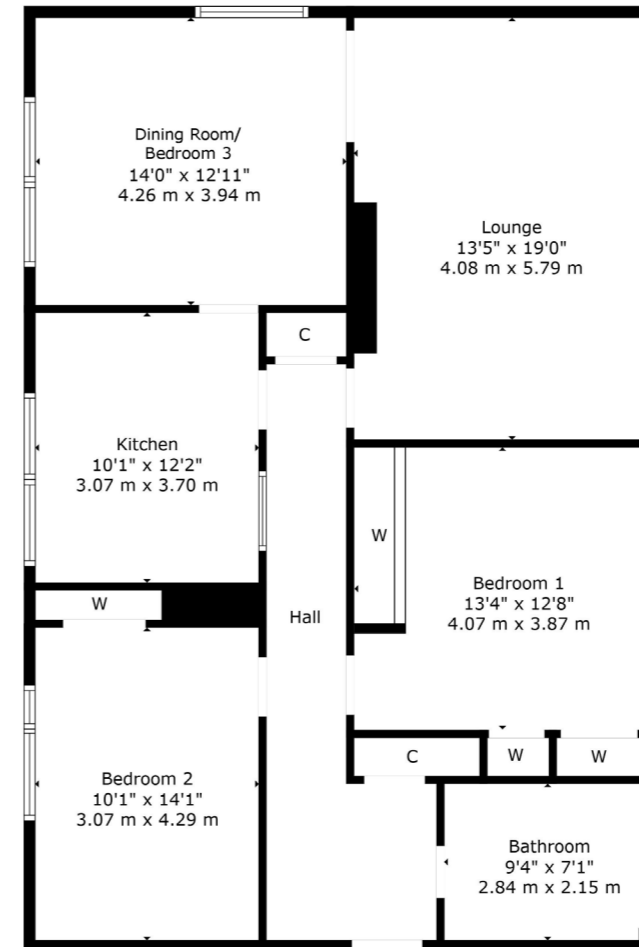 Dining Room/
Bedroom 3
14'0" x 12'11"
4.26 m x 3.94 m
Lounge
13'5" x 19'0"
4.08 m x 5.79 m
C
Kitchen
10'1" x 12'2"
3.07 m x 3.70 m
W
Bedroom 1
13'4" x 12'8"
4.07 m x 3.87 m
W
Hall
Bedroom 2
10'1" x 14'1"
3.07 m x 4.29 m
C
W
W
Bathroom
9'4" x 7'1"
2.84 m x 2.15 m